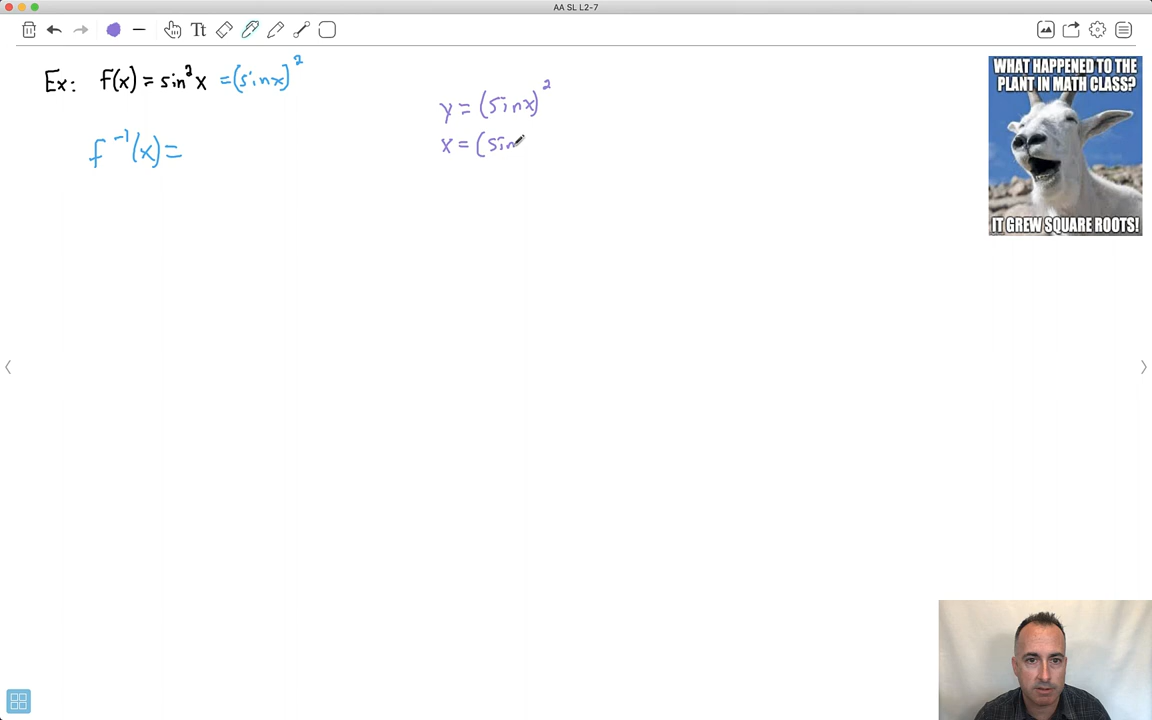 AA SL L2-7
Tt
Ex: f(x) = sin²x = (sinx)²
y = (sinx)²
f⁻¹(x) =
x = (sin
WHAT HAPPENED TO THE
PLANT IN MATH CLASS?
IT GREW SQUARE ROOTS!